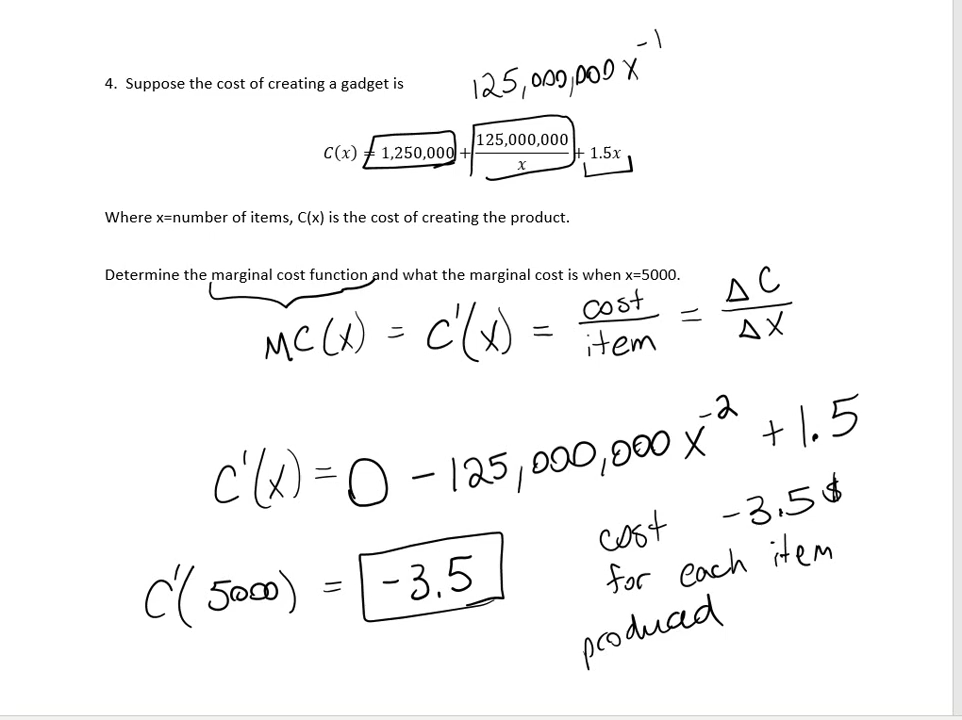 4. Suppose the cost of creating a gadget is
125,000,000 x^-1
C(x) = 1,250,000 + 125,000,000/x + 1.5x
Where x=number of items, C(x) is the cost of creating the product.
Determine the marginal cost function and what the marginal cost is when x=5000.
MC(x) = C'(x) = cost/item = ΔC/ΔX
C'(x) = 0 - 125,000,000 x^-2 + 1.5
C'(5000) = -3.5
cost -3.5$
for each item
produced